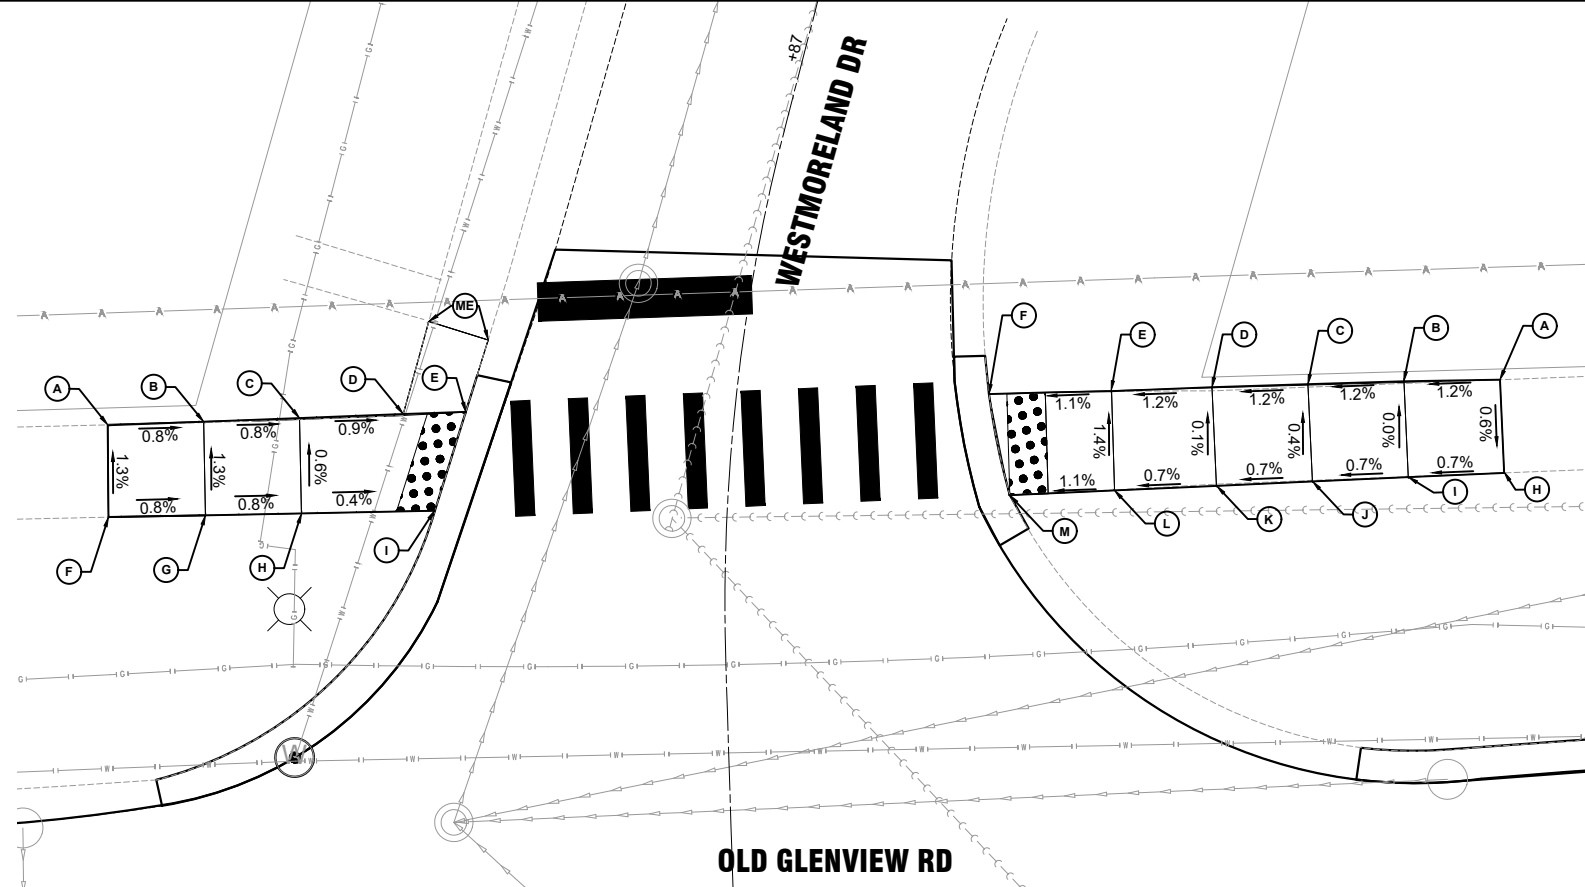 +87
WESTMORELAND DR
A A A A A A A A A A A A A A A A A A A A A A A A A A A
ME
F
E
D
C
B
A
A
B
C
D
E
0.8%
0.8%
0.9%
1.3%
1.3%
0.6%
0.8%
0.8%
0.4%
F
G
H
I
1.1%
1.2%
1.2%
1.2%
1.2%
1.4%
0.1%
0.4%
0.0%
0.6%
1.1%
0.7%
0.7%
0.7%
0.7%
M
L
K
J
I
H
G G G G G G G G G G G G G G G G
W
W W W W W W W W W W W W W W
OLD GLENVIEW RD